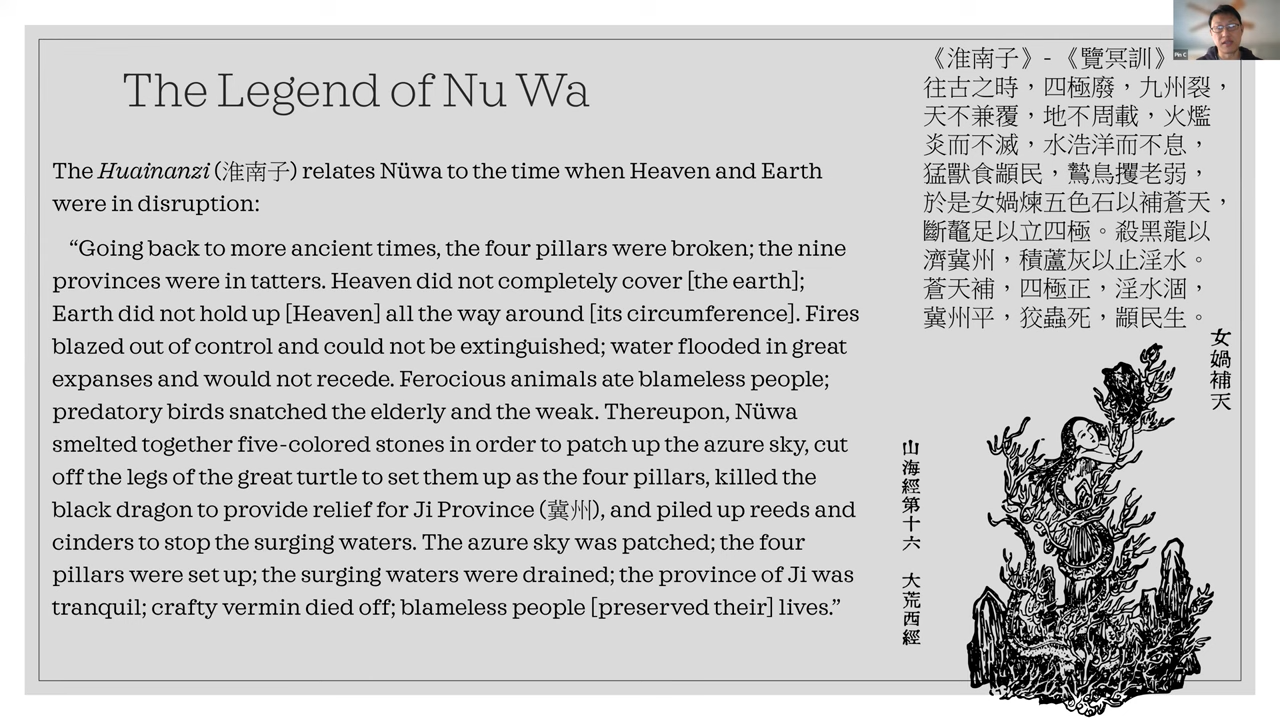 The Legend of Nu Wa
The Huainanzi (淮南子) relates Nüwa to the time when Heaven and Earth
were in disruption:
“Going back to more ancient times, the four pillars were broken; the nine
provinces were in tatters. Heaven did not completely cover [the earth];
Earth did not hold up [Heaven] all the way around [its circumference]. Fires
blazed out of control and could not be extinguished; water flooded in great
expanses and would not recede. Ferocious animals ate blameless people;
predatory birds snatched the elderly and the weak. Thereupon, Nüwa
smelted together five-colored stones in order to patch up the azure sky, cut
off the legs of the great turtle to set them up as the four pillars, killed the
black dragon to provide relief for Ji Province (冀州), and piled up reeds and
cinders to stop the surging waters. The azure sky was patched; the four
pillars were set up; the surging waters were drained; the province of Ji was
tranquil; crafty vermin died off; blameless people [preserved their] lives.”
《淮南子》-《覽冥訓》
往古之時，四極廢，九州裂，
天不兼覆，地不周載，火爁
炎而不滅，水浩洋而不息，
猛獸食顓民，鷙鳥攫老弱，
於是女媧煉五色石以補蒼天，
斷鼇足以立四極。殺黑龍以
濟冀州，積蘆灰以止淫水。
蒼天補，四極正，淫水涸，
冀州平，狡蟲死，顓民生。
女媧補天
山海經第十六 大荒西經
Pin C